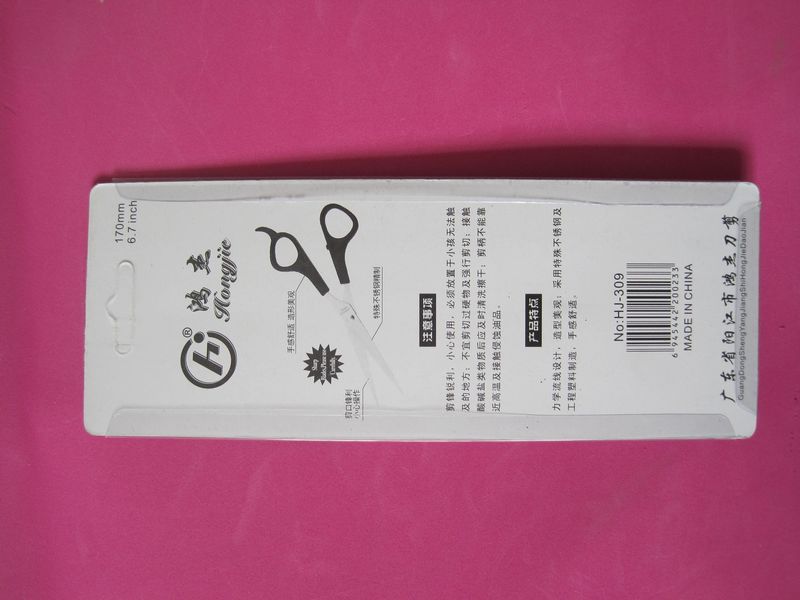 170mm
6.7 inch
Hj
®
鸿杰
Hongjie
手感舒适 造形美观
特殊不锈钢精制
剪口锋利
小心操作
注意事项
剪锋锐利，小心使用，必须放置于小孩无法触
及的地方；不宜剪切过硬物及强行剪切；接触
酸碱盐类物质后应及时清洗擦干；剪柄不能靠
近高温及接触侵蚀油品。
产品特点
力学流线设计，造型美观，采用特殊不锈钢及
工程塑料制造，手感舒适。
No:HJ-309
6 945442 200233
MADE IN CHINA
广东省阳江市鸿杰刀剪
GuangDongShengYangJiangShiHongJieDaoJian